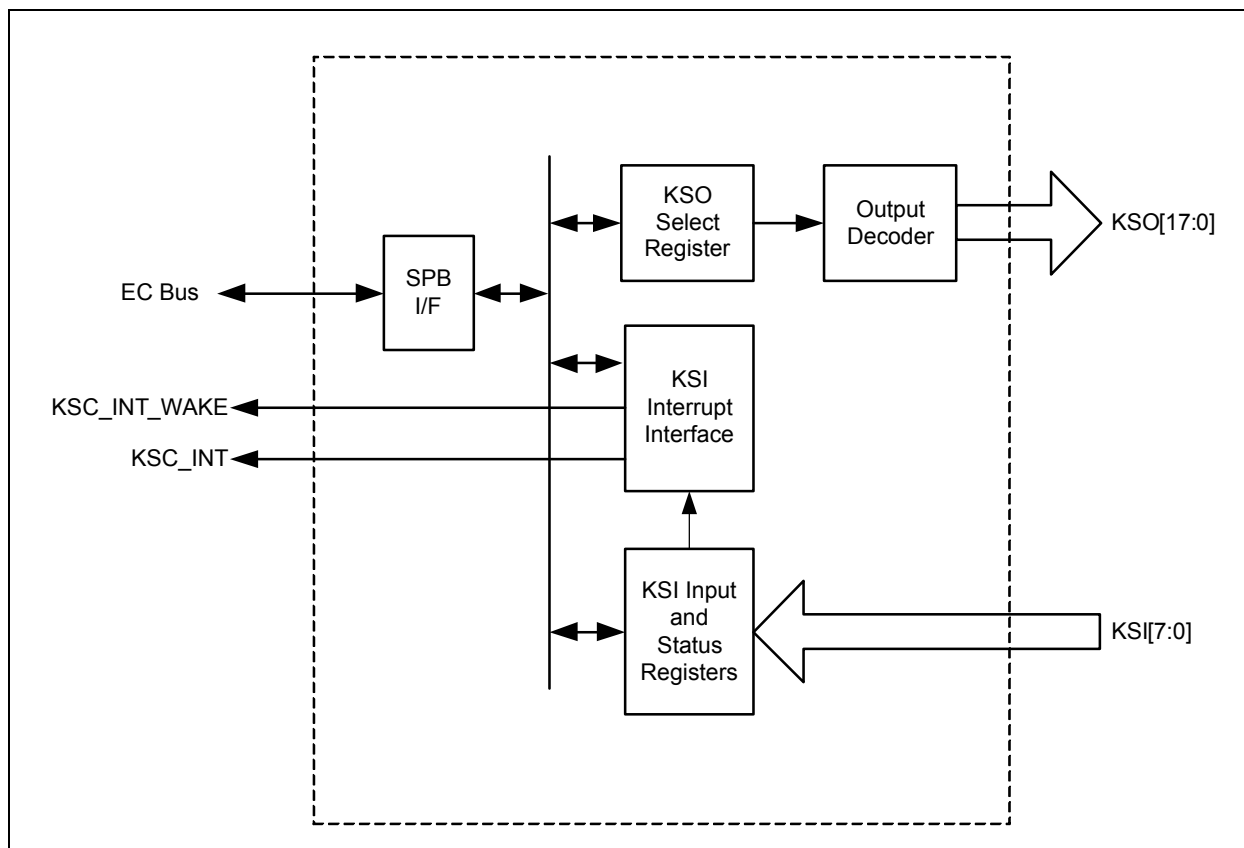 KSO
Select
Register
Output
Decoder
KSO[17:0]
SPB
I/F
EC Bus
KSI
Interrupt
Interface
KSC_INT_WAKE
KSC_INT
KSI Input
and
Status
Registers
KSI[7:0]